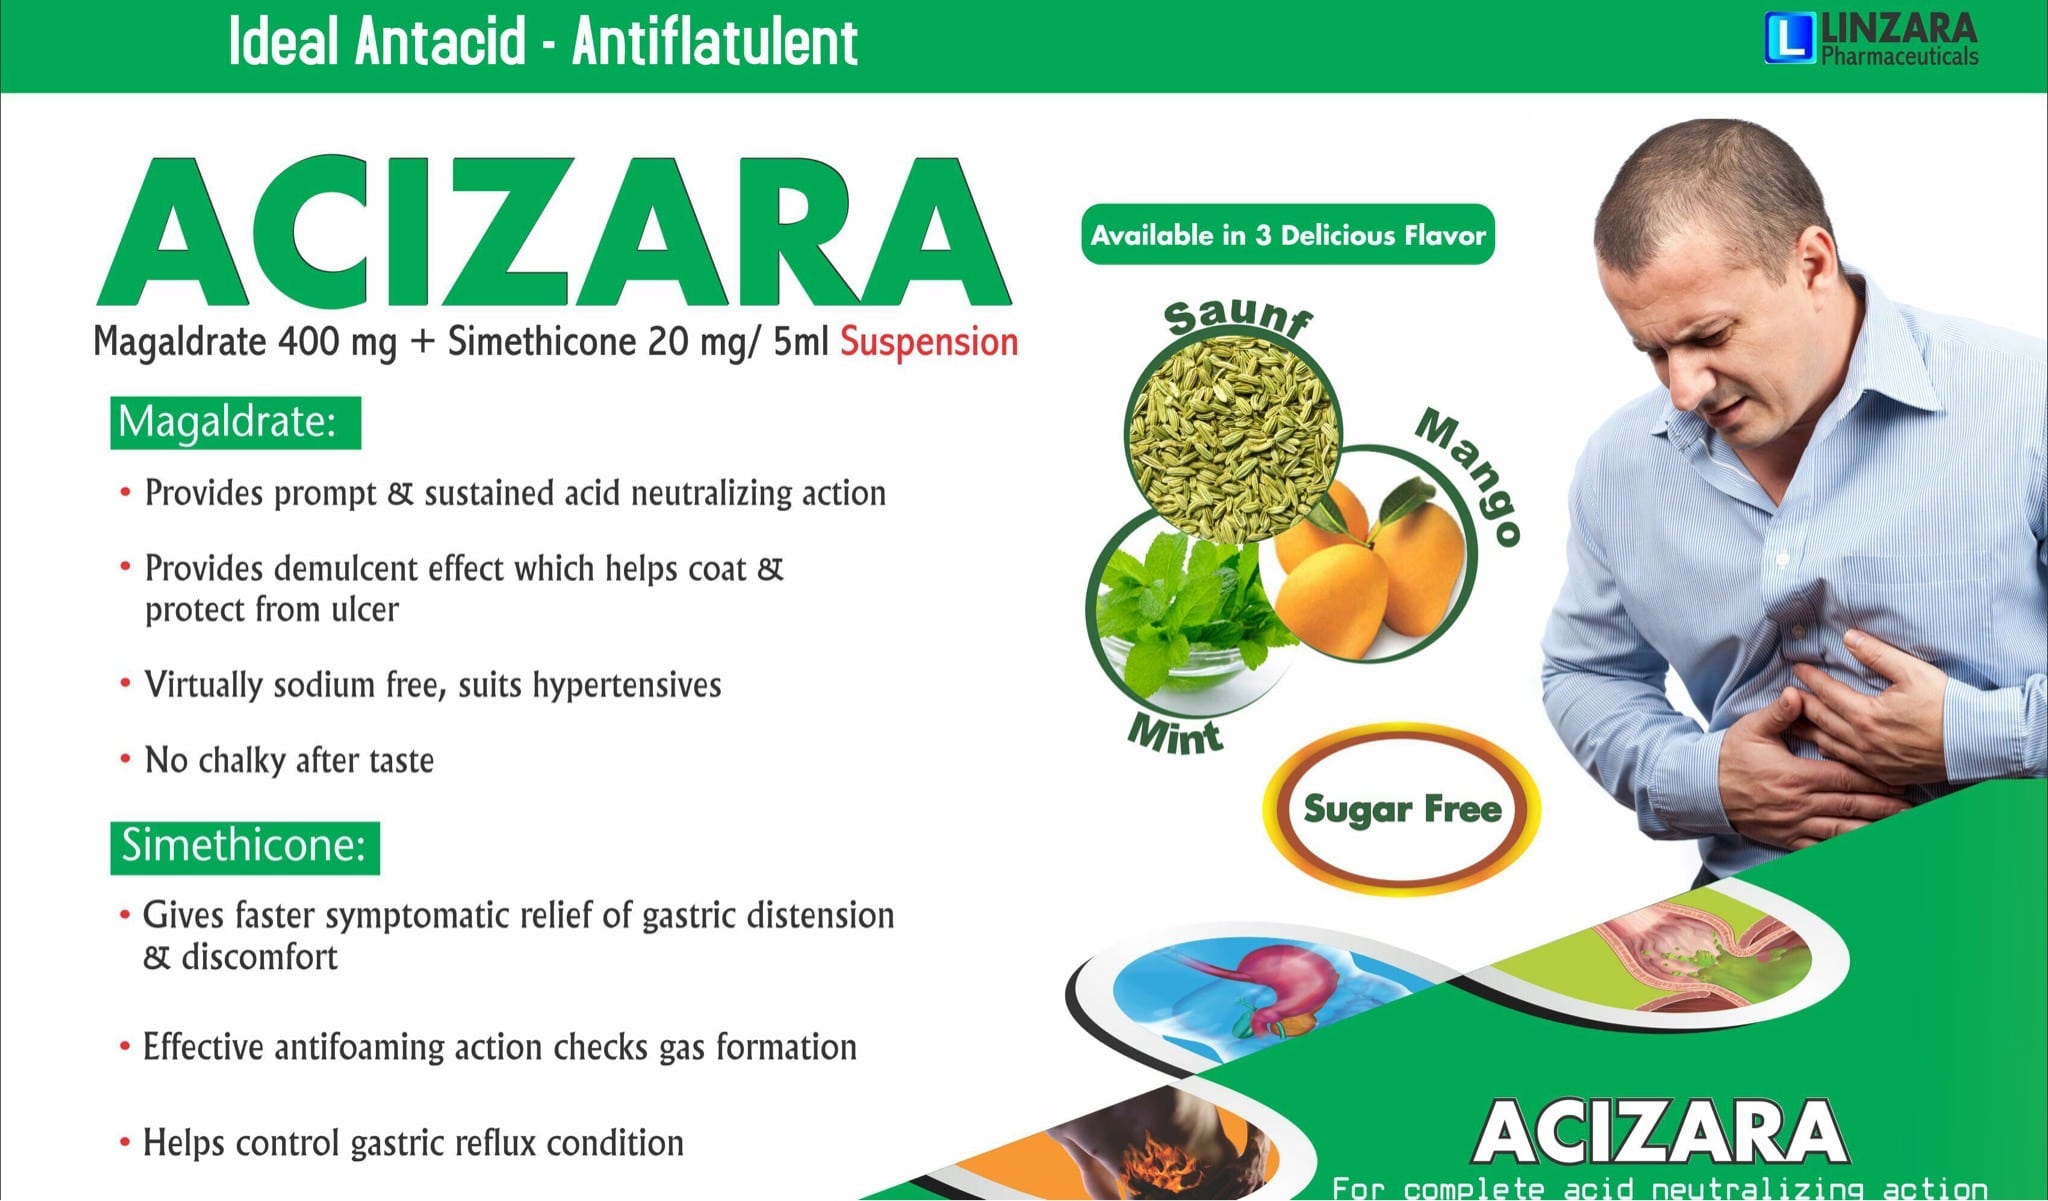 Ideal Antacid - Antiflatulent
L
LINZARA
Pharmaceuticals
ACIZARA
Magaldrate 400 mg + Simethicone 20 mg/ 5ml Suspension
Magaldrate:
• Provides prompt & sustained acid neutralizing action
• Provides demulcent effect which helps coat &
protect from ulcer
• Virtually sodium free, suits hypertensives
• No chalky after taste
Simethicone:
• Gives faster symptomatic relief of gastric distension
& discomfort
• Effective antifoaming action checks gas formation
• Helps control gastric reflux condition
Available in 3 Delicious Flavor
Saunf
Mango
Mint
Sugar Free
ACIZARA
For complete acid neutralizing action